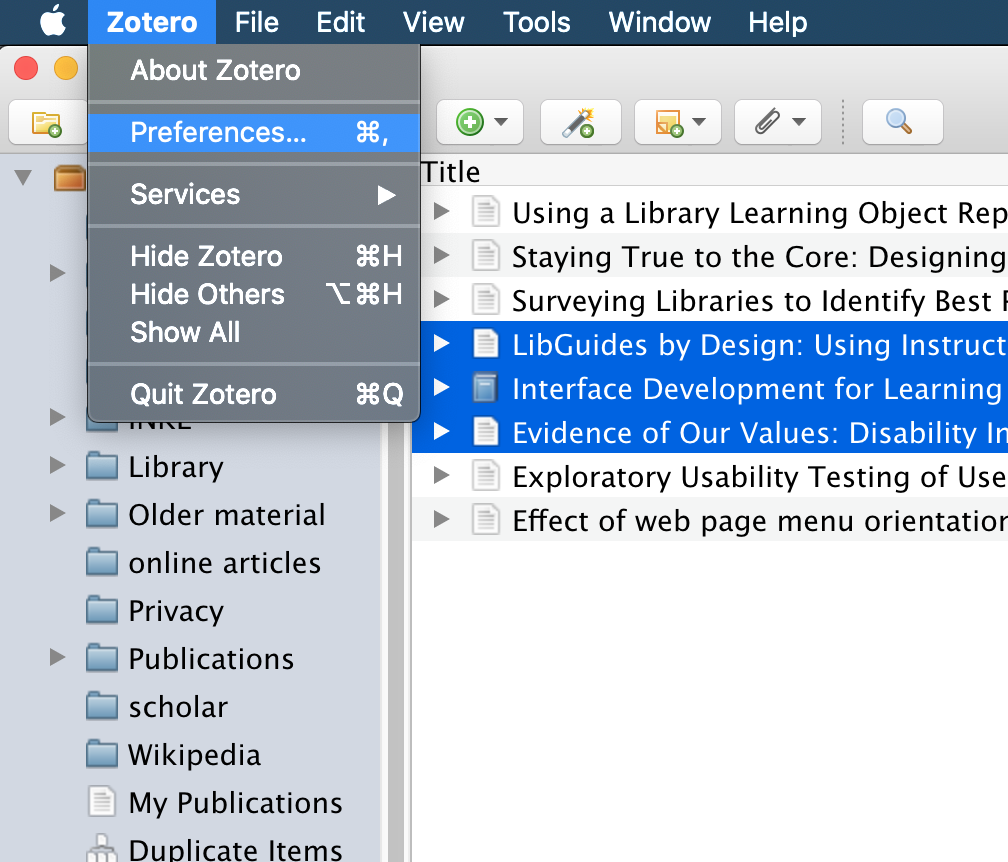 Zotero File Edit View Tools Window Help
About Zotero
Preferences... ⌘,
Services
Hide Zotero ⌘H
Hide Others ⌥⌘H
Show All
Quit Zotero ⌘Q
Library
Older material
online articles
Privacy
Publications
scholar
Wikipedia
My Publications
Duplicate Items
Title
Using a Library Learning Object Rep
Staying True to the Core: Designing
Surveying Libraries to Identify Best
LibGuides by Design: Using Instruct
Interface Development for Learning
Evidence of Our Values: Disability In
Exploratory Usability Testing of Use
Effect of web page menu orientation